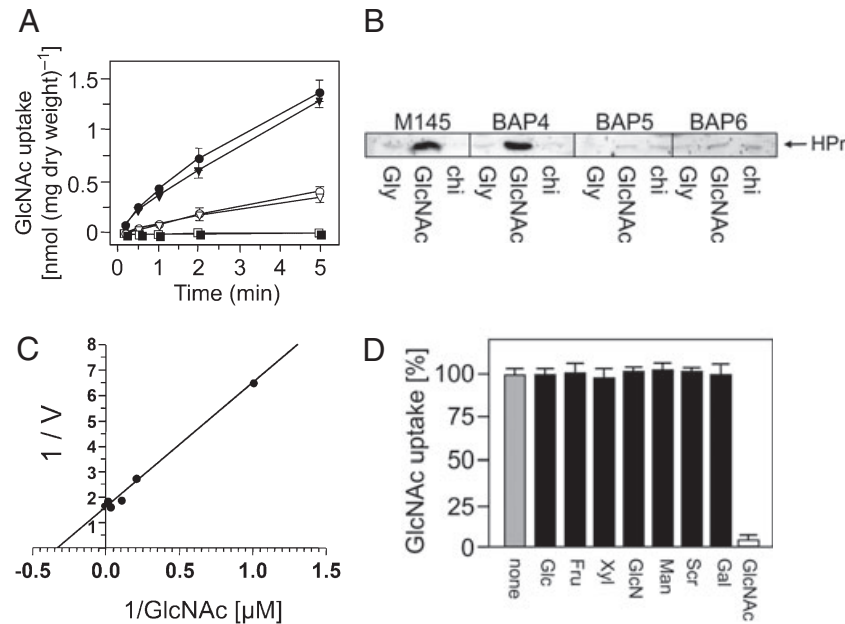 A
GlcNAc uptake
[nmol (mg dry weight)⁻¹]
1.5
1
0.5
0
0 1 2 3 4 5
Time (min)
B
M145 BAP4 BAP5 BAP6
HPr
Gly GlcNAc chi Gly GlcNAc chi Gly GlcNAc chi Gly GlcNAc chi
C
1 / V
8
7
6
5
4
3
2
1
-0.5 0.0 0.5 1.0 1.5
1/GlcNAc [µM]
D
GlcNAc uptake [%]
100
75
50
25
0
none Glc Fru Xyl GlcN Man Scr Gal GlcNAc